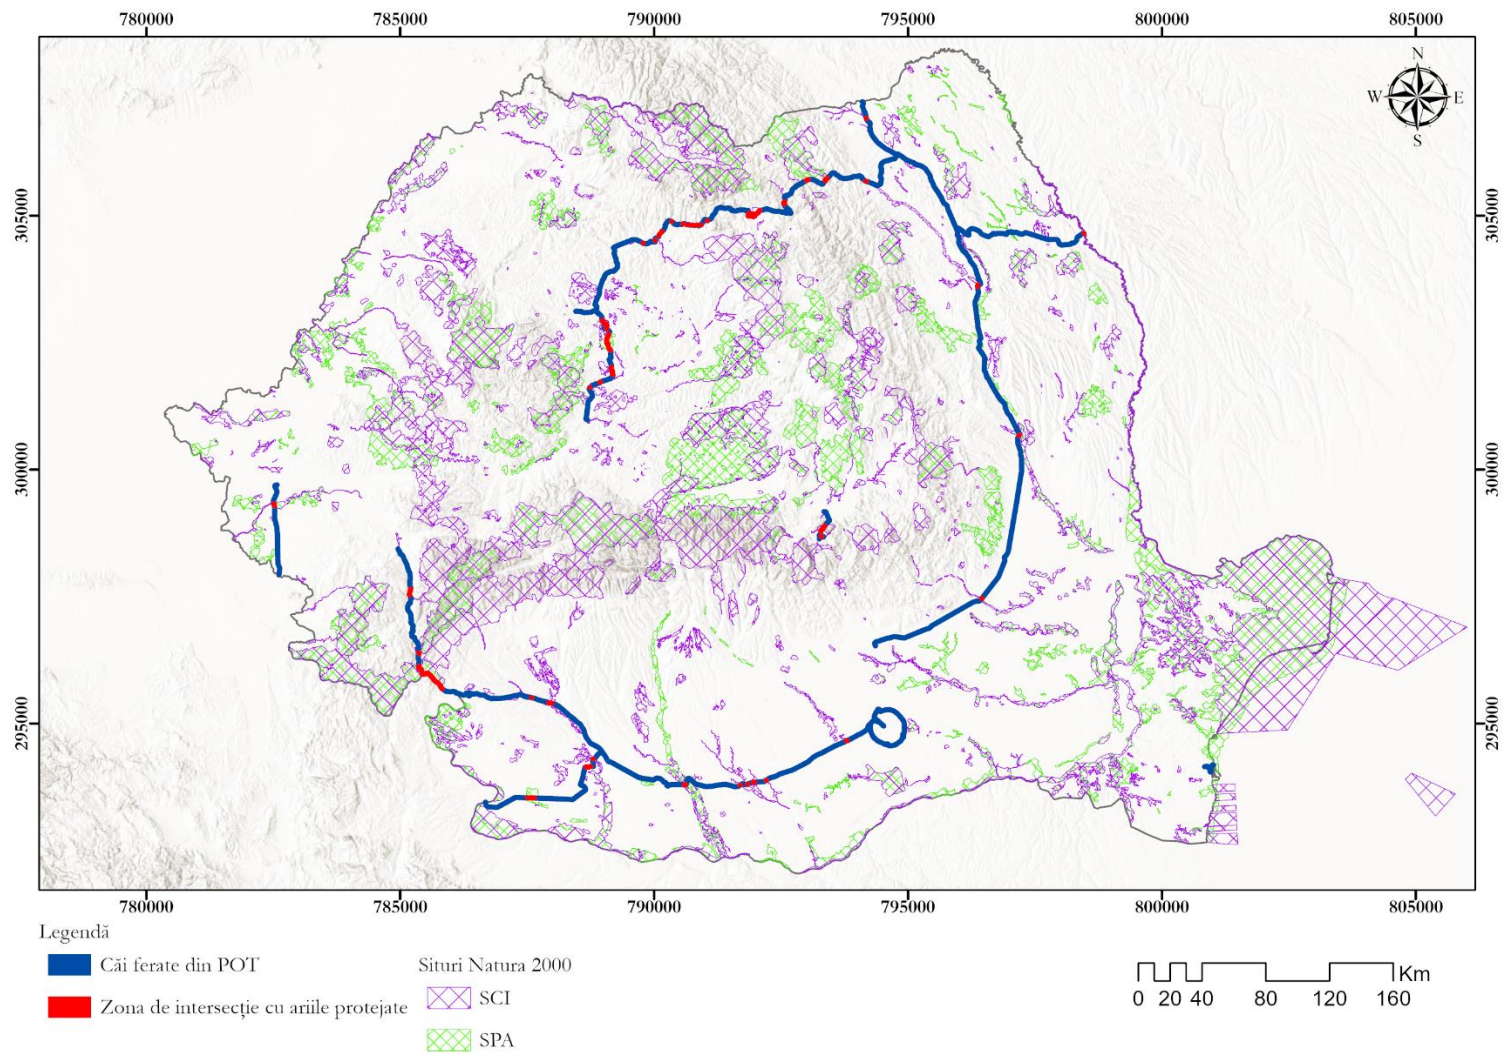 780000 785000 790000 795000 800000 805000
N
W E
S
305000 305000
300000 300000
295000 295000
780000 785000 790000 795000 800000 805000
Legendă
Căi ferate din POT
Zona de intersecție cu ariile protejate
Situri Natura 2000
SCI
SPA
Km
0 20 40 80 120 160